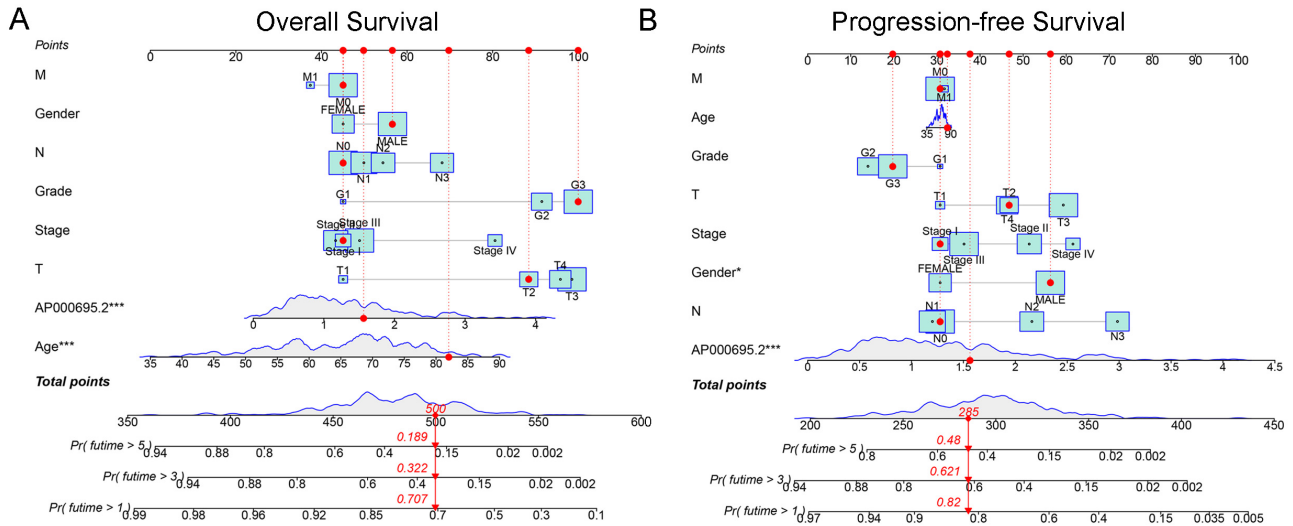 A
Overall Survival
Points
0 20 40 60 80 100
M
M1
M0
Gender
FEMALE
MALE
N
N0
N2
N1
N3
Grade
G1
G3
G2
Stage
Stage III
Stage I
Stage IV
T
T1
T4
T2
T3
AP000695.2***
0 1 2 3 4
Age***
35 40 45 50 55 60 65 70 75 80 85 90
Total points
500
350 400 450 500 550 600
0.189
Pr( futime > 5)
0.94 0.88 0.8 0.6 0.4 0.15 0.02 0.002
0.322
Pr( futime > 3)
0.94 0.88 0.8 0.6 0.4 0.15 0.02 0.002
0.707
Pr( futime > 1)
0.99 0.98 0.96 0.92 0.85 0.7 0.5 0.3 0.1
B
Progression-free Survival
Points
0 10 20 30 40 50 60 70 80 90 100
M
M0
M1
Age
35 90
Grade
G2
G1
G3
T
T1
T2
T4
T3
Stage
Stage I
Stage II
Stage III
Stage IV
Gender*
FEMALE
MALE
N
N1
N0
N2
N3
AP000695.2***
0 0.5 1 1.5 2 2.5 3 3.5 4 4.5
Total points
285
200 250 300 350 400 450
0.48
Pr( futime > 5)
0.8 0.6 0.4 0.15 0.02 0.002
0.621
Pr( futime > 3)
0.94 0.88 0.8 0.6 0.4 0.15 0.02 0.002
0.82
Pr( futime > 1)
0.97 0.94 0.9 0.8 0.6 0.4 0.15 0.035 0.005